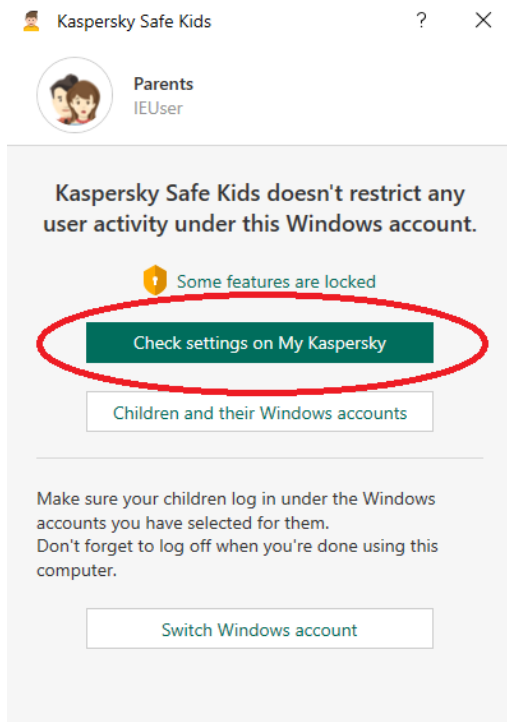 Kaspersky Safe Kids ?
Parents
IEUser
Kaspersky Safe Kids doesn't restrict any
user activity under this Windows account.
Some features are locked
Check settings on My Kaspersky
Children and their Windows accounts
Make sure your children log in under the Windows
accounts you have selected for them.
Don't forget to log off when you're done using this
computer.
Switch Windows account